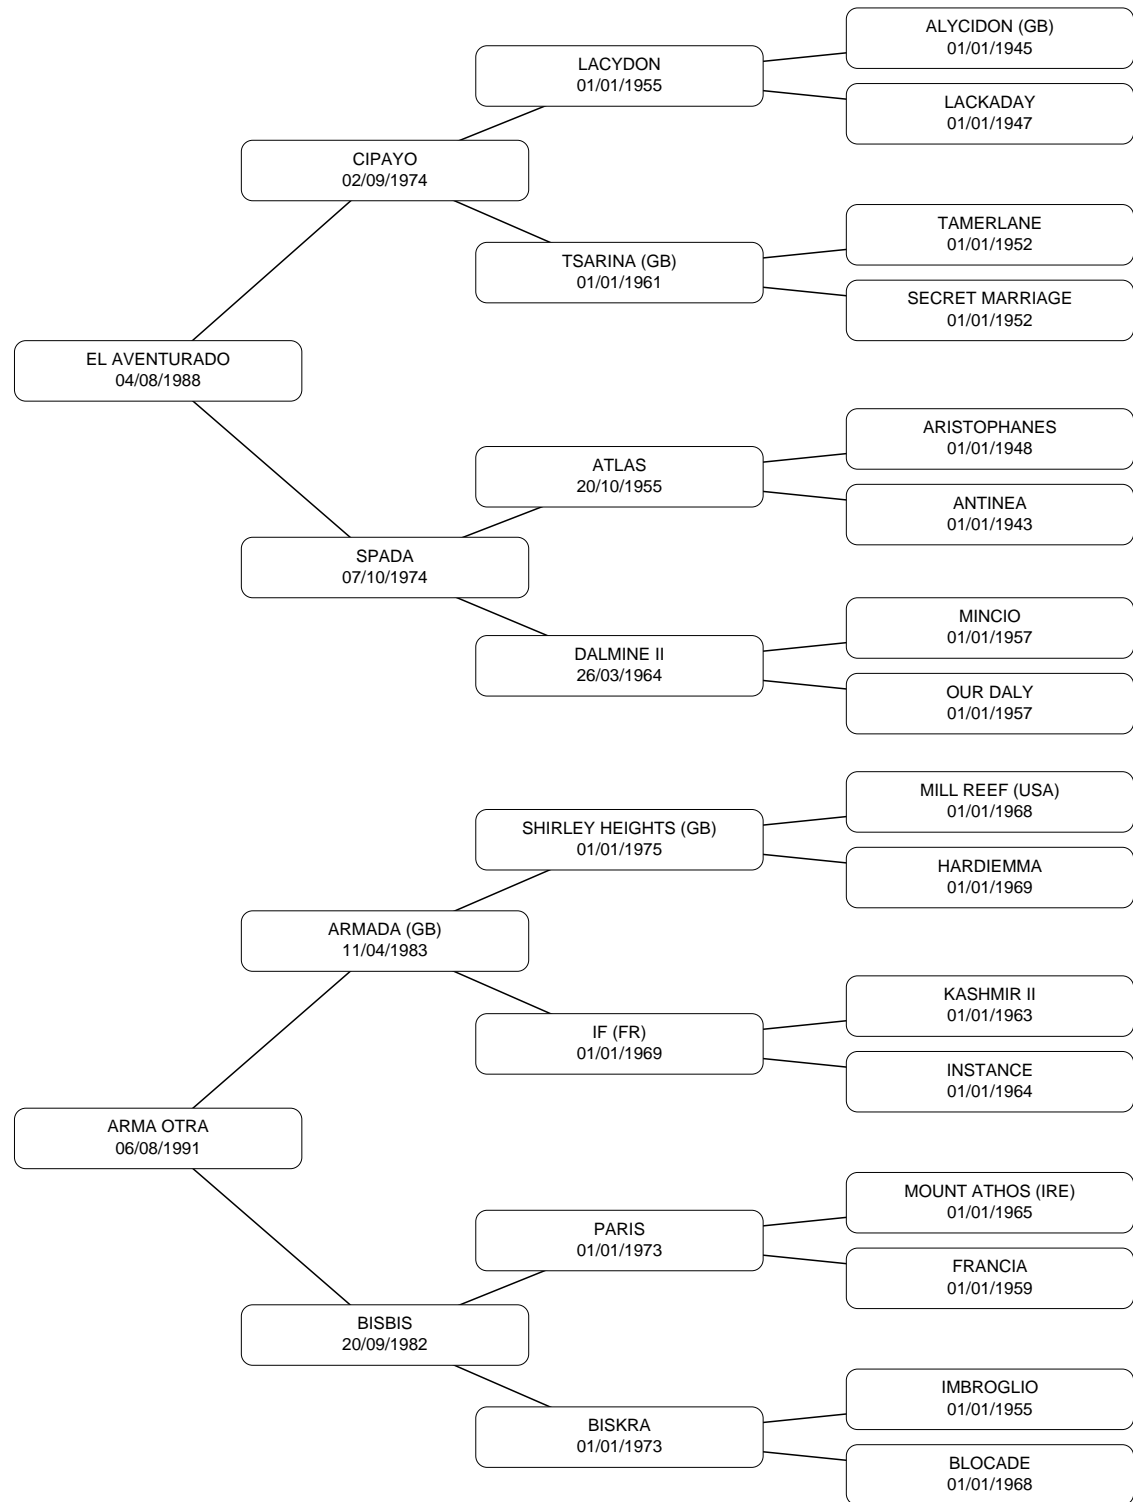 ALYCIDON (GB)
01/01/1945
LACYDON
01/01/1955
LACKADAY
01/01/1947
CIPAYO
02/09/1974
TAMERLANE
01/01/1952
TSARINA (GB)
01/01/1961
SECRET MARRIAGE
01/01/1952
EL AVENTURADO
04/08/1988
ARISTOPHANES
01/01/1948
ATLAS
20/10/1955
ANTINEA
01/01/1943
SPADA
07/10/1974
MINCIO
01/01/1957
DALMINE II
26/03/1964
OUR DALY
01/01/1957
MILL REEF (USA)
01/01/1968
SHIRLEY HEIGHTS (GB)
01/01/1975
HARDIEMMA
01/01/1969
ARMADA (GB)
11/04/1983
KASHMIR II
01/01/1963
IF (FR)
01/01/1969
INSTANCE
01/01/1964
ARMA OTRA
06/08/1991
MOUNT ATHOS (IRE)
01/01/1965
PARIS
01/01/1973
FRANCIA
01/01/1959
BISBIS
20/09/1982
IMBROGLIO
01/01/1955
BISKRA
01/01/1973
BLOCADE
01/01/1968